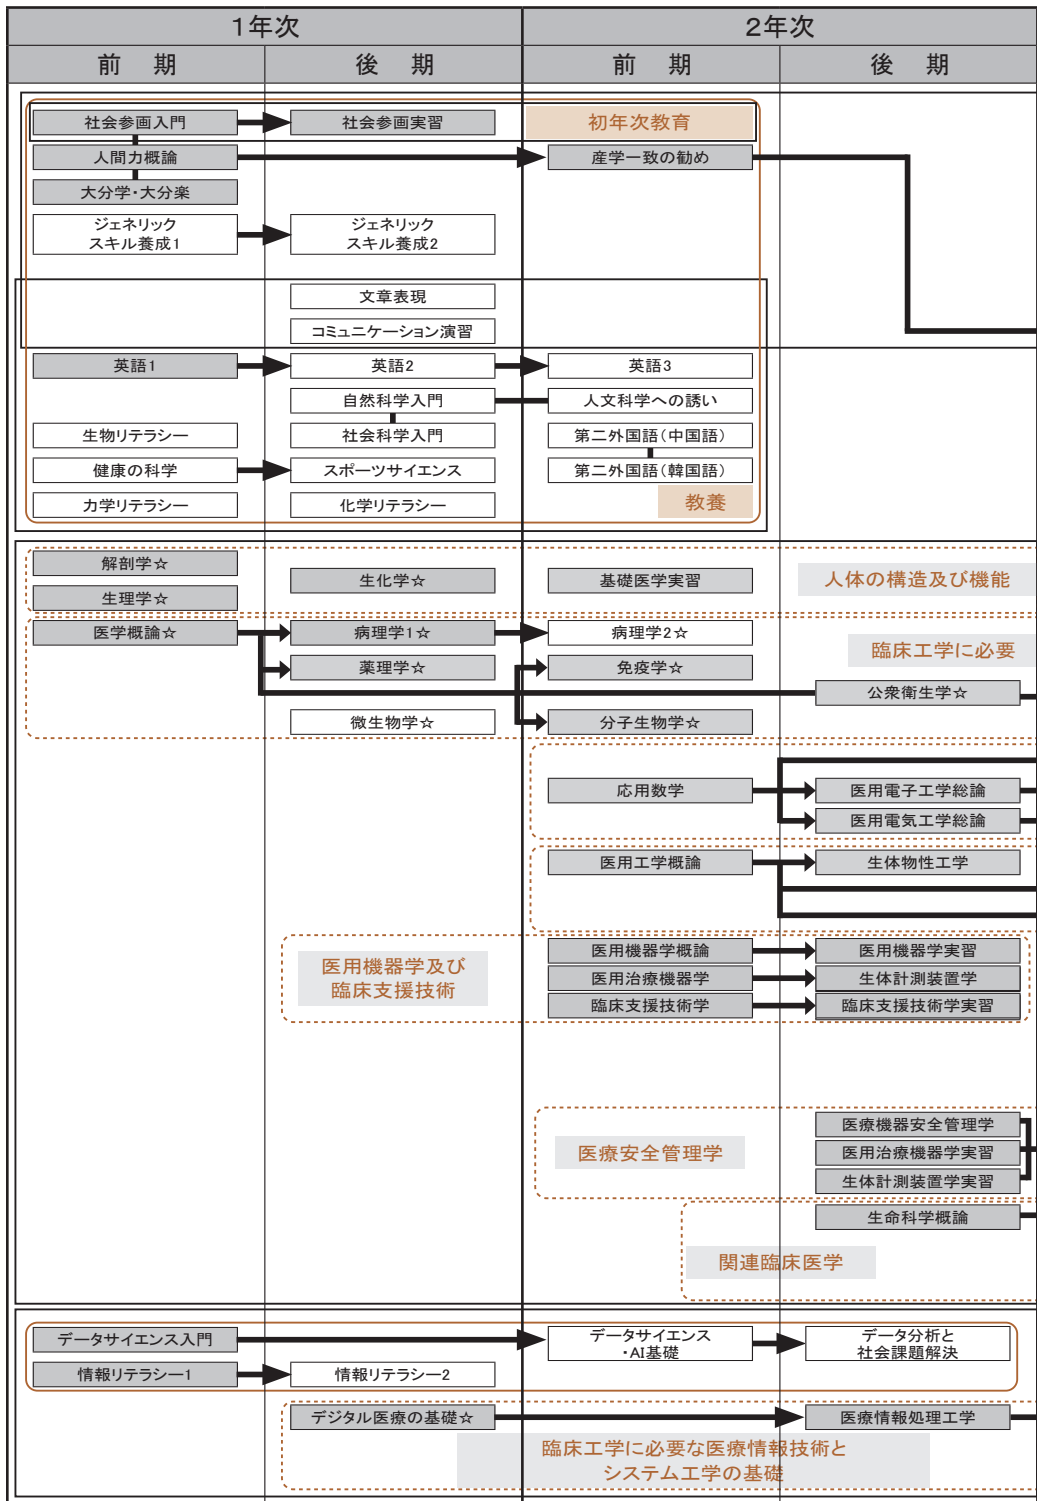 1年次
2年次
前 期
後 期
前 期
後 期
社会参画入門
社会参画実習
初年次教育
人間力概論
産学一致の勧め
大分学・大分楽
ジェネリック
スキル養成1
ジェネリック
スキル養成2
文章表現
コミュニケーション演習
英語1
英語2
英語3
自然科学入門
人文科学への誘い
生物リテラシー
社会科学入門
第二外国語(中国語)
健康の科学
スポーツサイエンス
第二外国語(韓国語)
力学リテラシー
化学リテラシー
教養
解剖学☆
生化学☆
基礎医学実習
人体の構造及び機能
生理学☆
医学概論☆
病理学1☆
病理学2☆
臨床工学に必要
薬理学☆
免疫学☆
公衆衛生学☆
微生物学☆
分子生物学☆
応用数学
医用電子工学総論
医用電気工学総論
医用工学概論
生体物性工学
医用機器学及び
臨床支援技術
医用機器学概論
医用機器学実習
医用治療機器学
生体計測装置学
臨床支援技術学
臨床支援技術学実習
医療安全管理学
医療機器安全管理学
医用治療機器学実習
生体計測装置学実習
生命科学概論
関連臨床医学
データサイエンス入門
データサイエンス
・AI基礎
データ分析と
社会課題解決
情報リテラシー1
情報リテラシー2
デジタル医療の基礎☆
医療情報処理工学
臨床工学に必要な医療情報技術と
システム工学の基礎